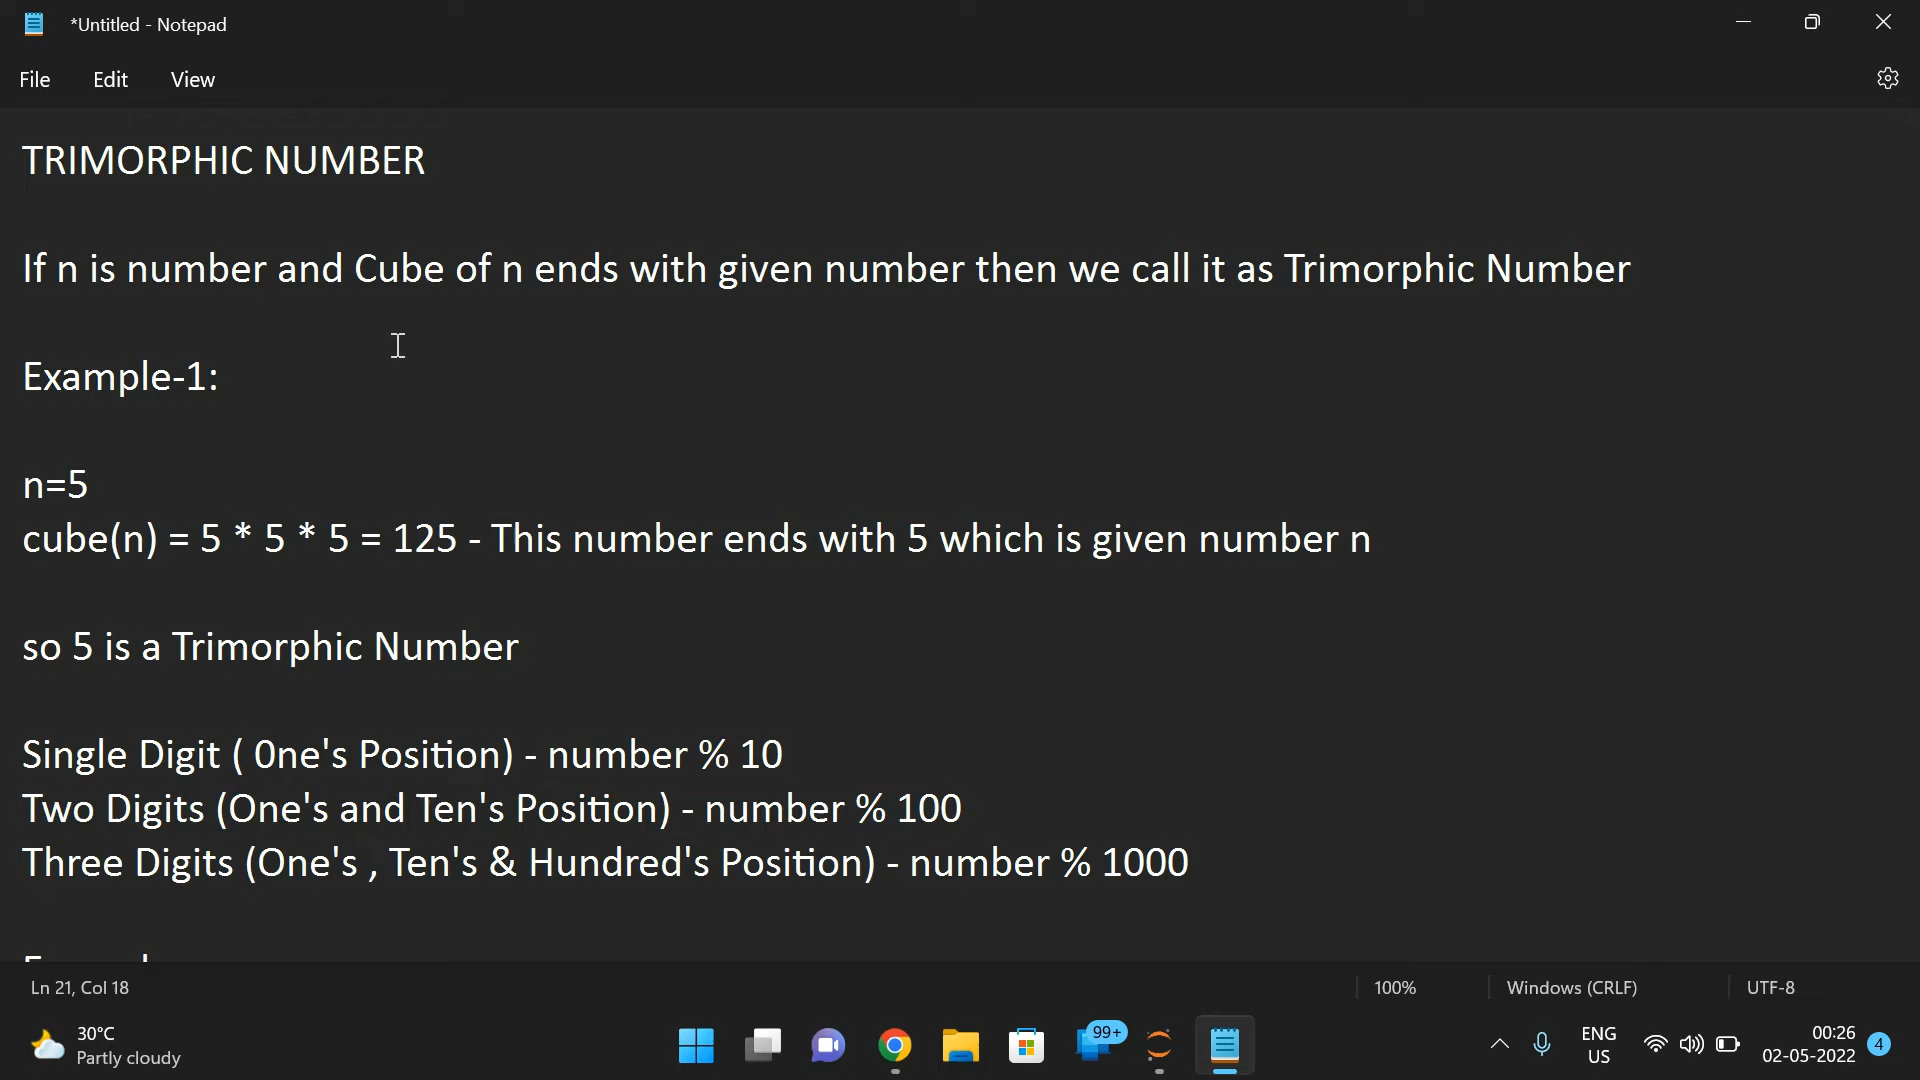 *Untitled - Notepad
File Edit View
TRIMORPHIC NUMBER
If n is number and Cube of n ends with given number then we call it as Trimorphic Number
Example-1:
n=5
cube(n) = 5 * 5 * 5 = 125 - This number ends with 5 which is given number n
so 5 is a Trimorphic Number
Single Digit ( 0ne's Position) - number % 10
Two Digits (One's and Ten's Position) - number % 100
Three Digits (One's , Ten's & Hundred's Position) - number % 1000
Ln 21, Col 18 100% Windows (CRLF) UTF-8
30°C
Partly cloudy
99+
ENG
US
00:26
02-05-2022
4